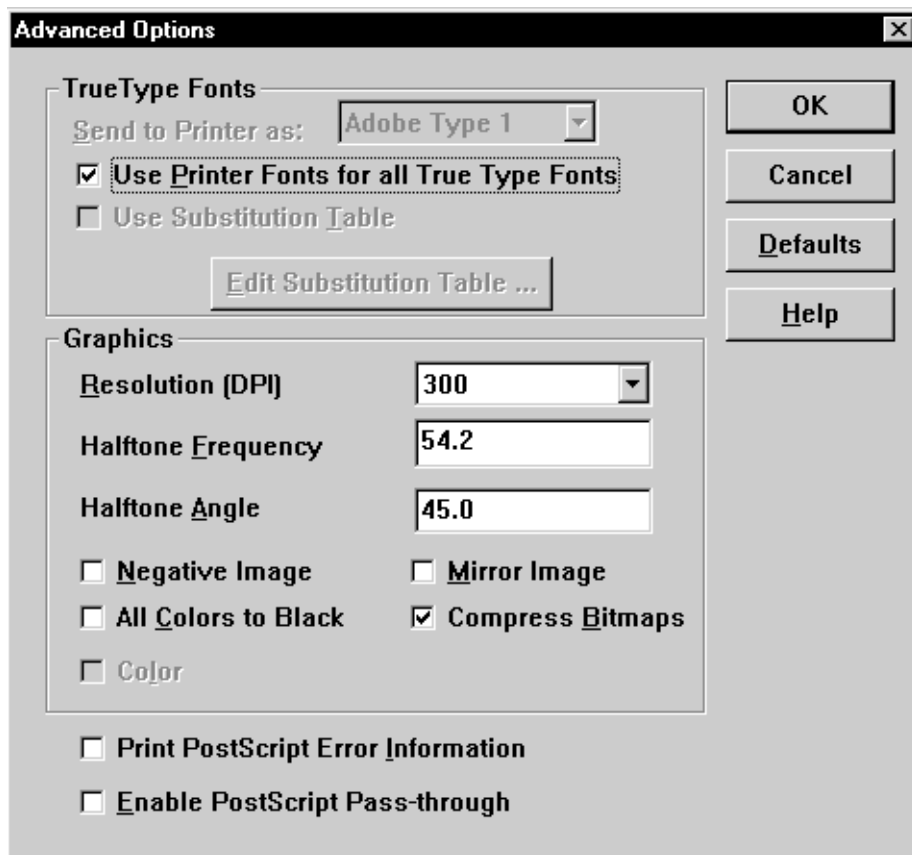 Advanced Options
TrueType Fonts
Send to Printer as: Adobe Type 1
Use Printer Fonts for all True Type Fonts
Use Substitution Table
Edit Substitution Table ...
OK
Cancel
Defaults
Help
Graphics
Resolution (DPI) 300
Halftone Frequency 54.2
Halftone Angle 45.0
Negative Image Mirror Image
All Colors to Black Compress Bitmaps
Color
Print PostScript Error Information
Enable PostScript Pass-through